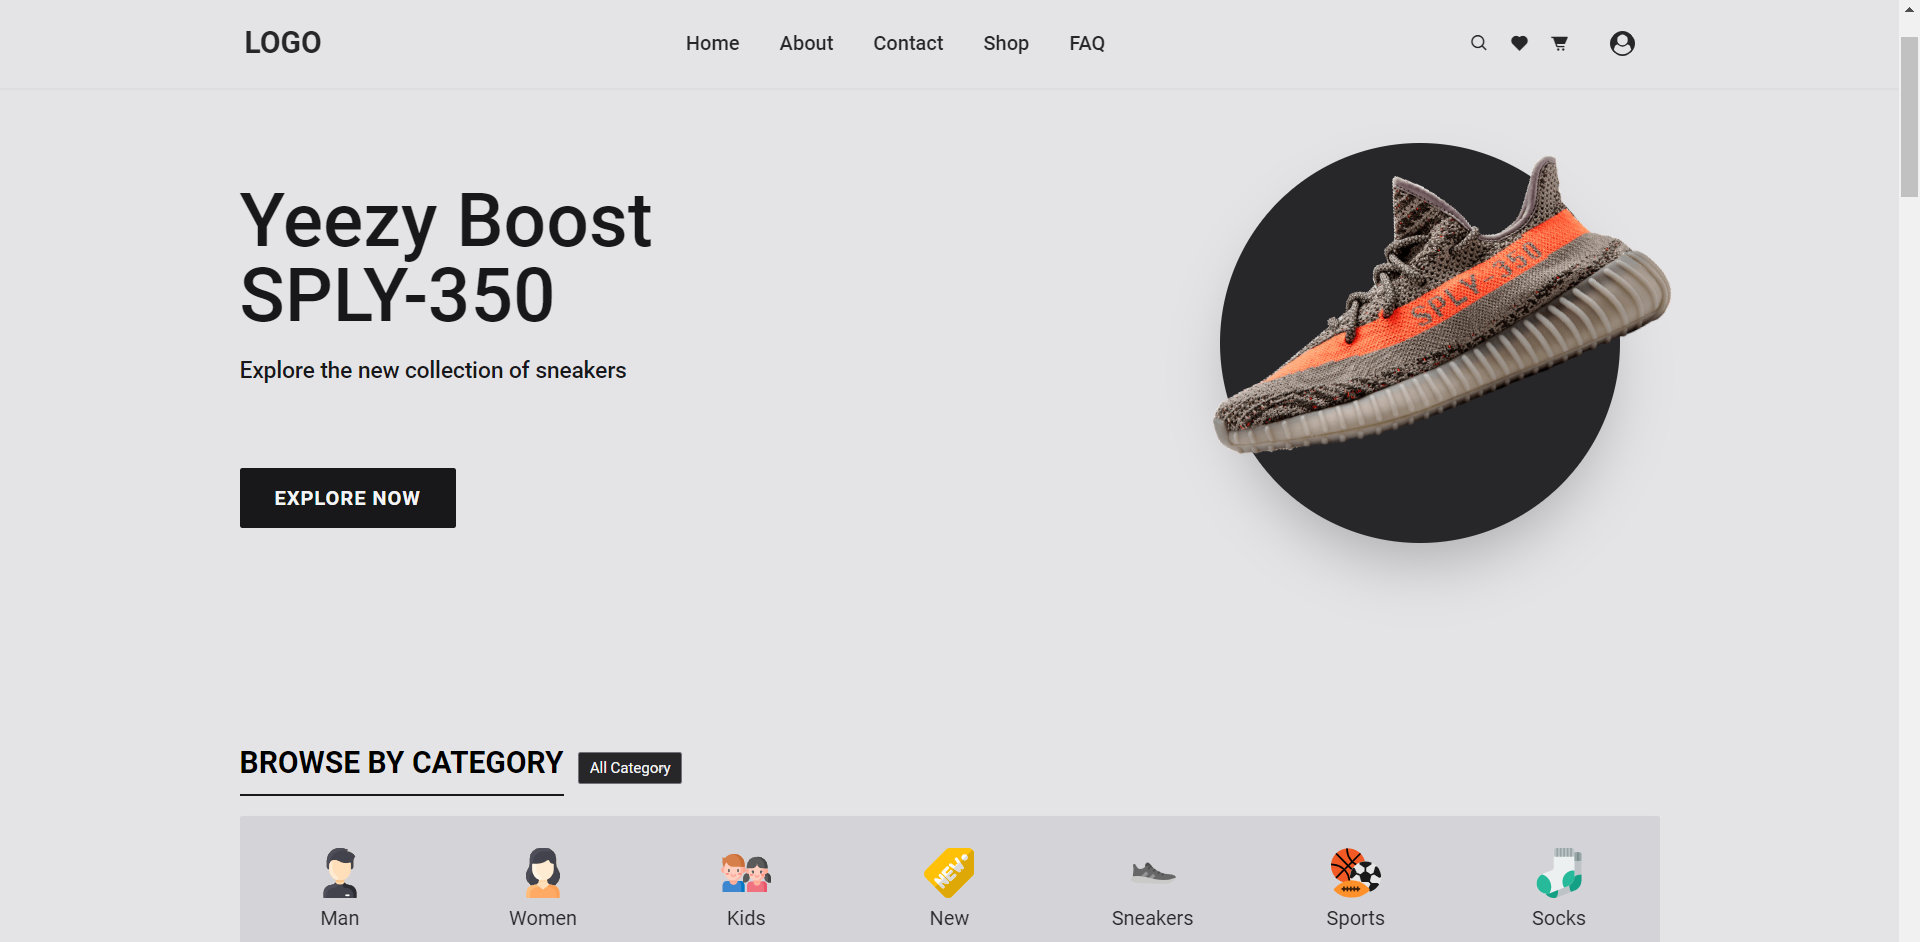 LOGO
Home About Contact Shop FAQ
Yeezy Boost
SPLY-350
SPLY-350
Explore the new collection of sneakers
EXPLORE NOW
BROWSE BY CATEGORY All Category
NEW
Man Women Kids New Sneakers Sports Socks